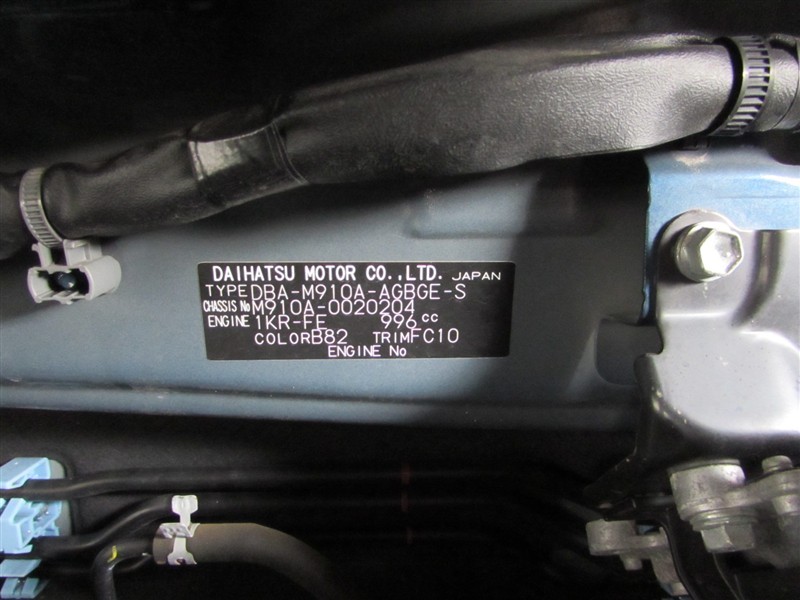 DAIHATSU MOTOR CO.,LTD. JAPAN
TYPE DBA-M910A-AGBGE-S
CHASSIS No M910A-0020204
ENGINE 1KR-FE 996 cc
COLOR B82 TRIM FC10
ENGINE No